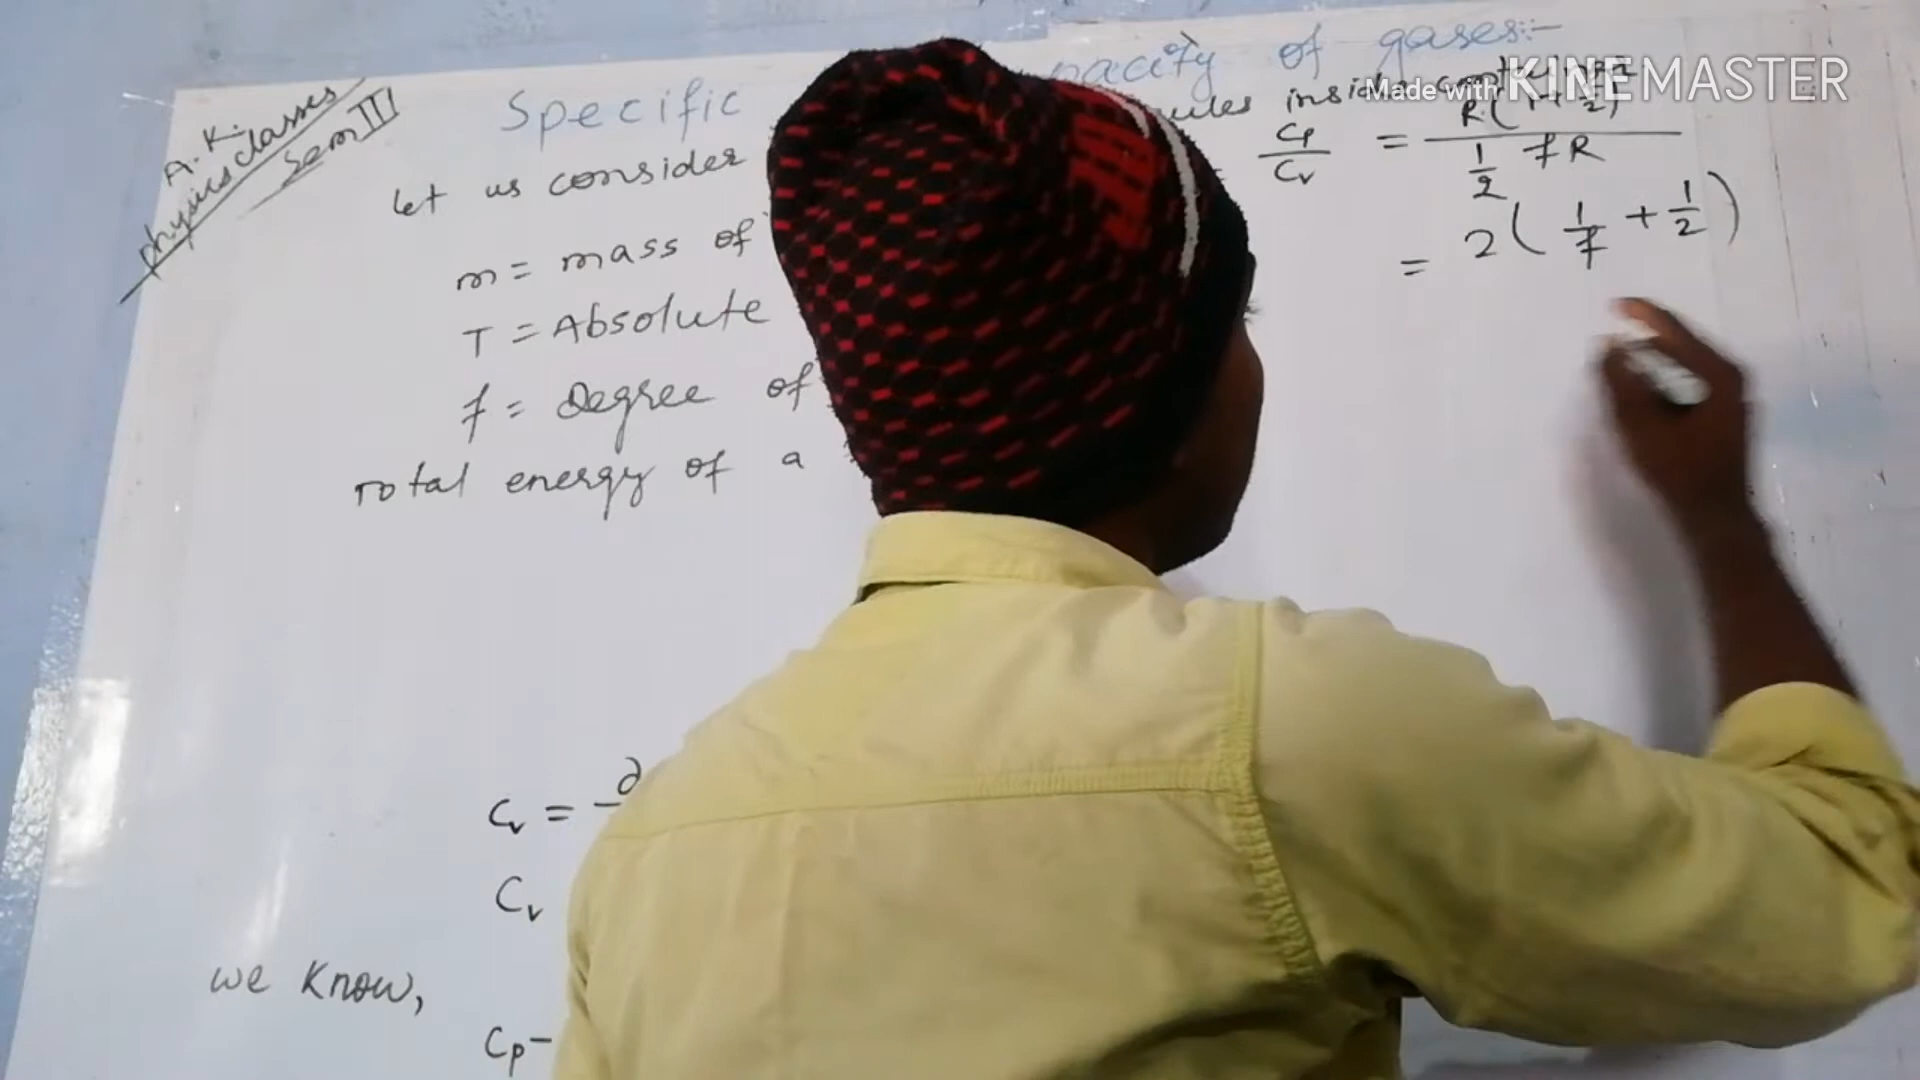 A. K.
physics classes
Sem III
Specific pacity of gases:-
Let us consider ules inside
m = mass of
T = Absolute
f = Degree of
Total energy of a
Cv = ∂
Cv
we know,
Cp-
Cp/Cv = R(1+f/2) / 1/2 fR
= 2(1/f + 1/2)
Made with KINEMASTER